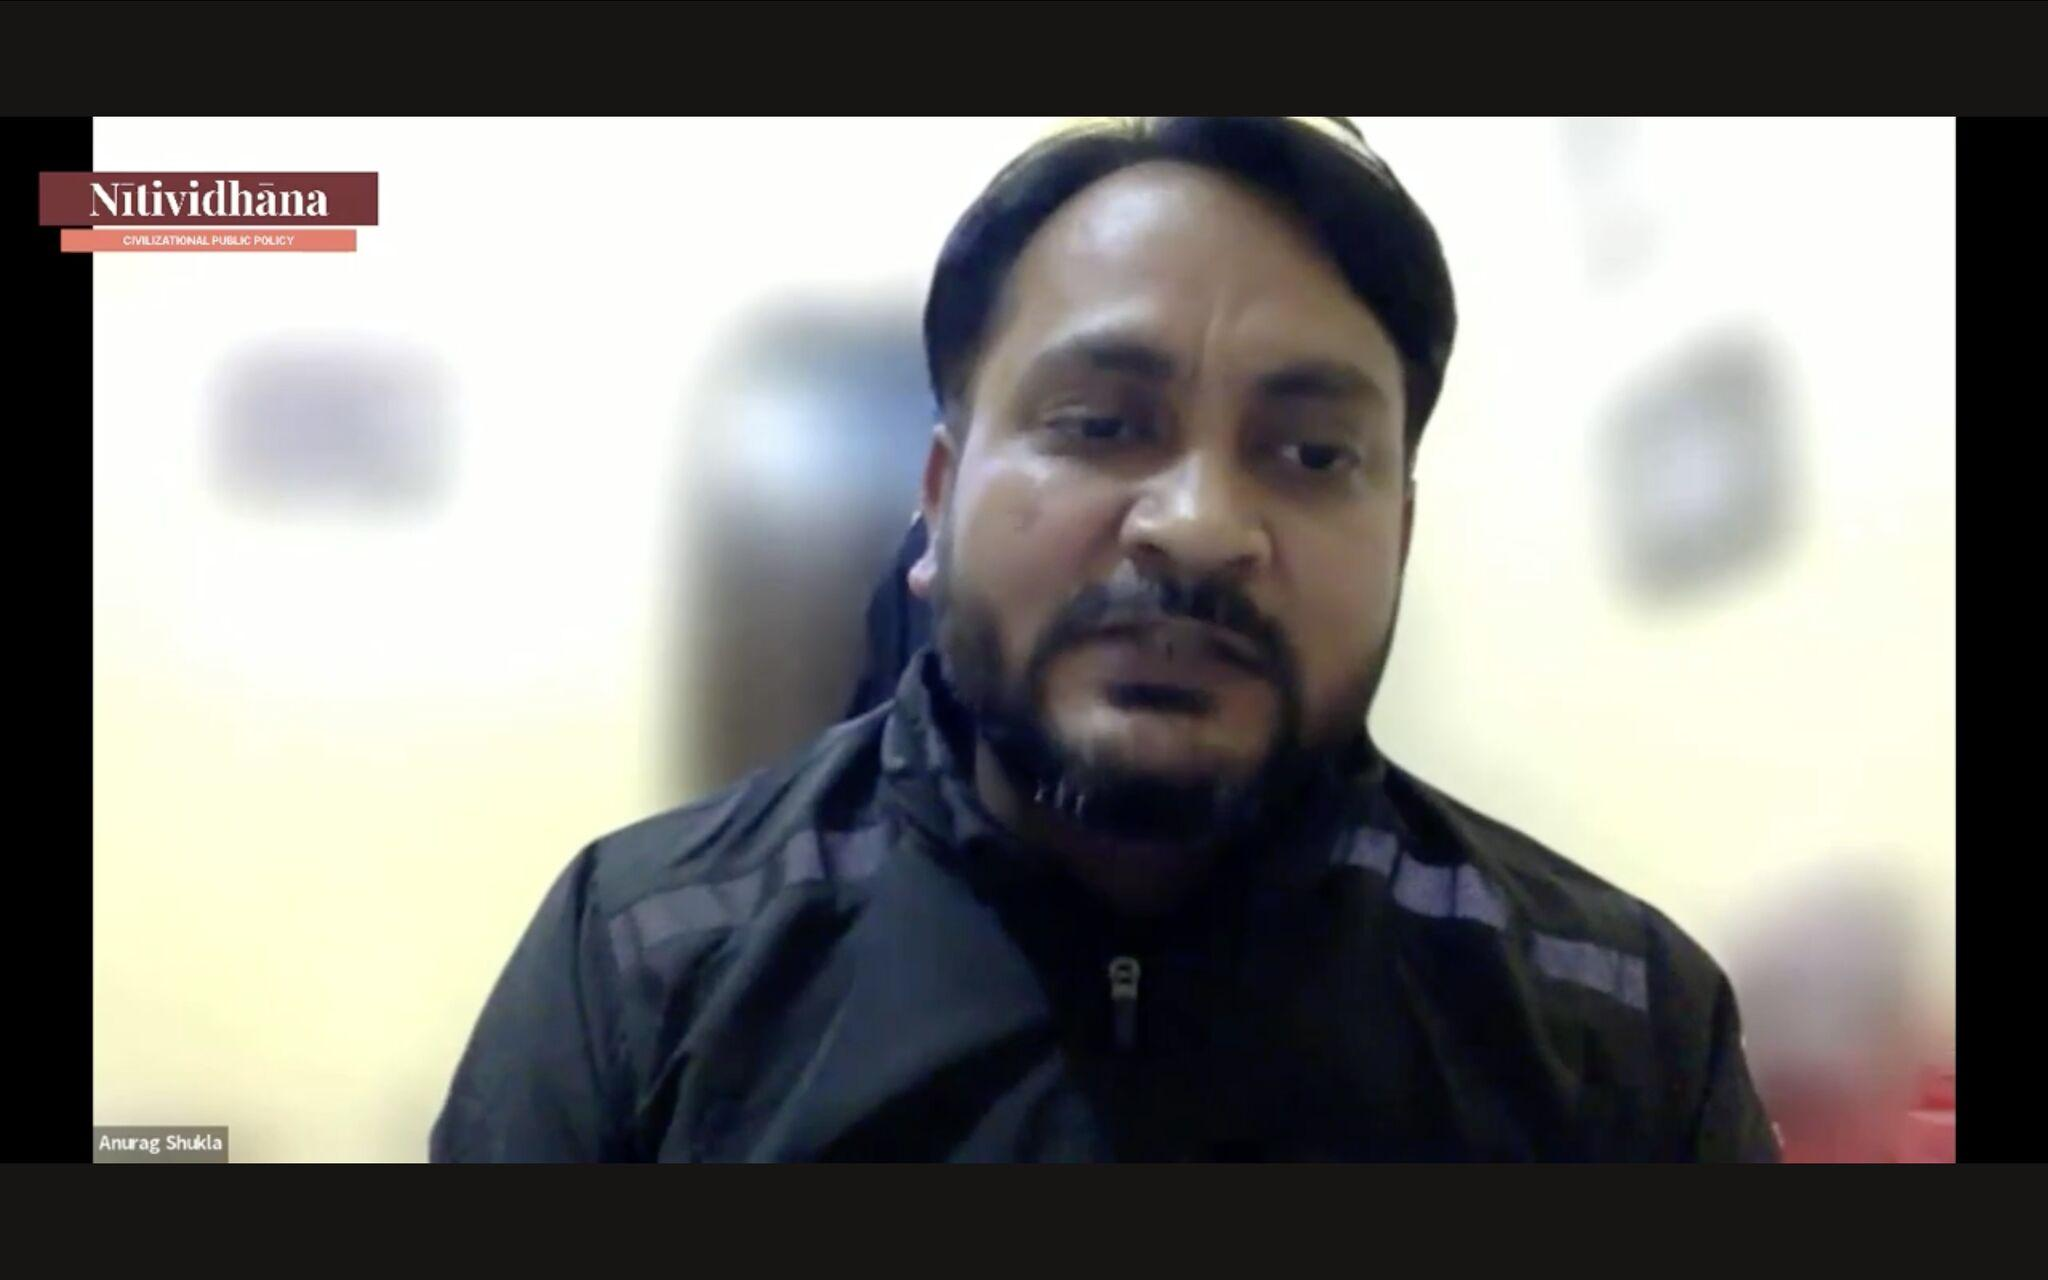 Nītividhāna
CIVILIZATIONAL PUBLIC POLICY
Anurag Shukla